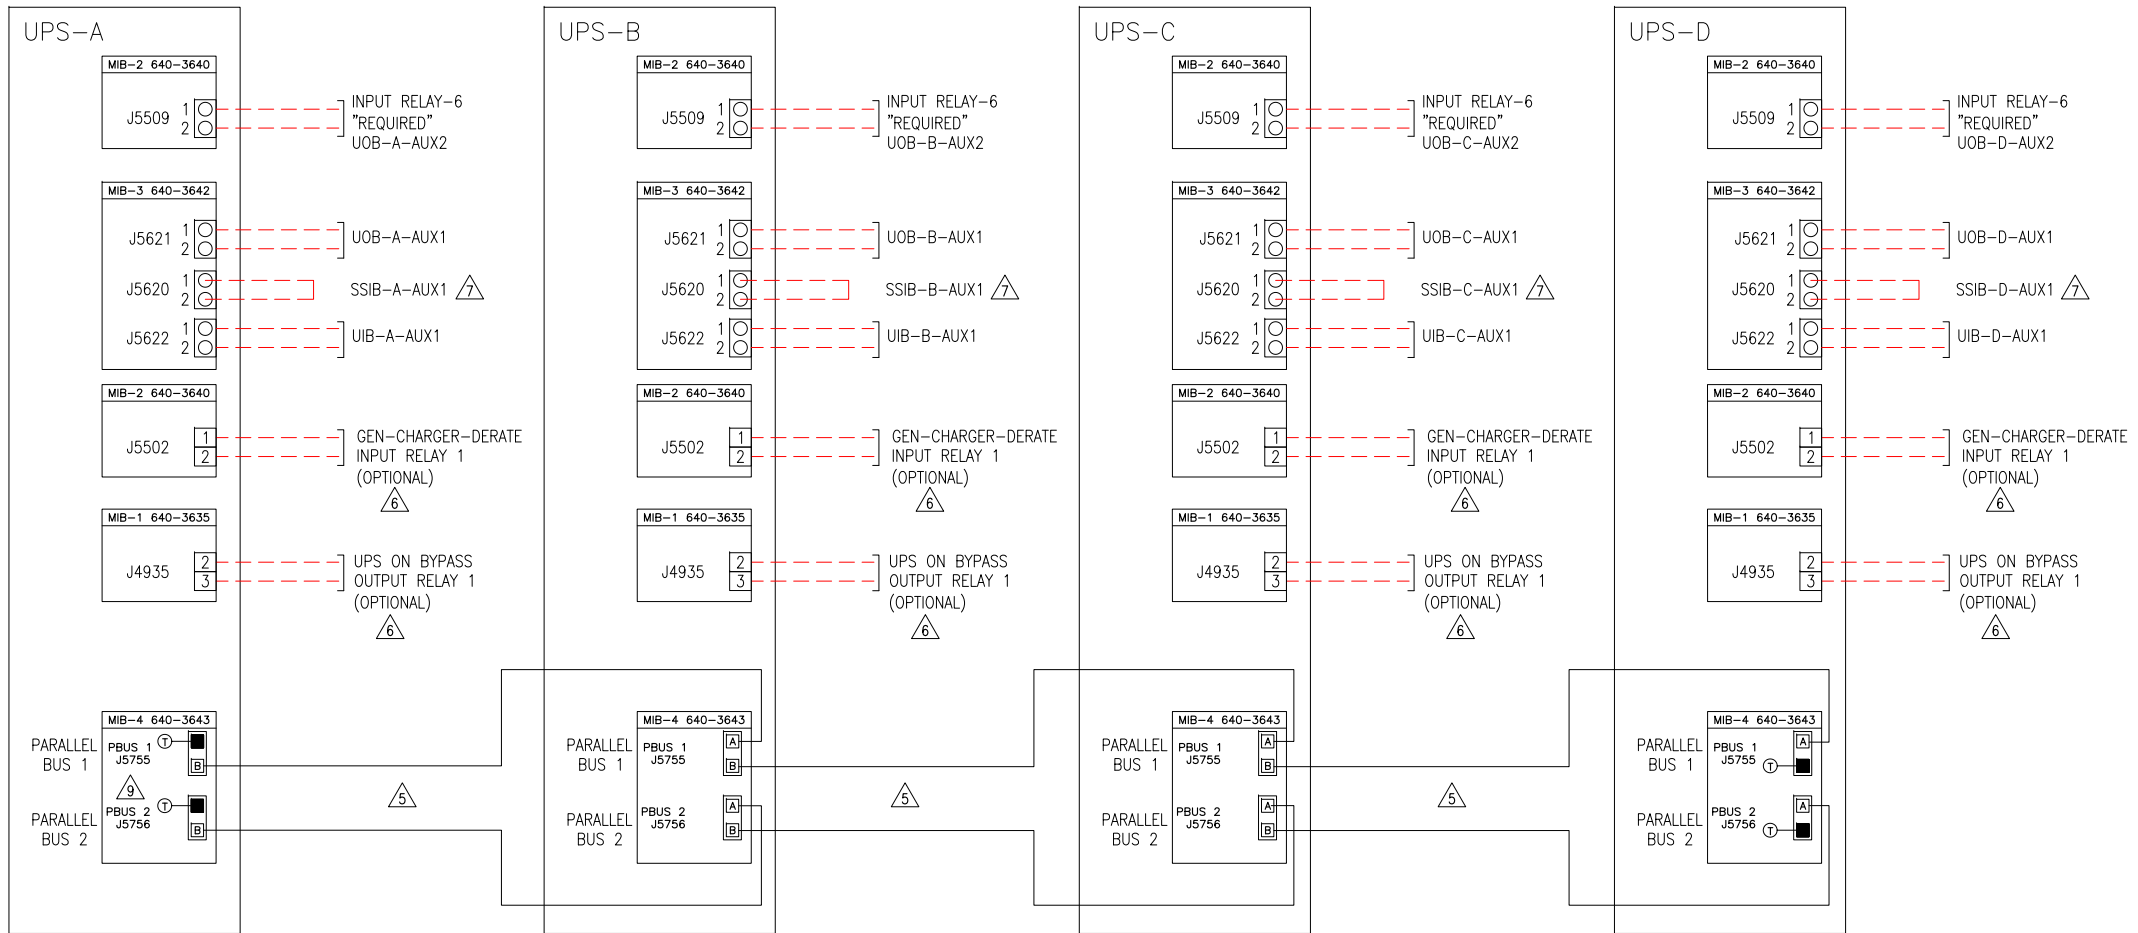 UPS-A
MIB-2 640-3640
J5509
1
2
INPUT RELAY-6
"REQUIRED"
UOB-A-AUX2
MIB-3 640-3642
J5621
1
2
UOB-A-AUX1
J5620
1
2
SSIB-A-AUX1
7
J5622
1
2
UIB-A-AUX1
MIB-2 640-3640
J5502
1
2
GEN-CHARGER-DERATE
INPUT RELAY 1
(OPTIONAL)
6
MIB-1 640-3635
J4935
2
3
UPS ON BYPASS
OUTPUT RELAY 1
(OPTIONAL)
6
MIB-4 640-3643
PARALLEL
BUS 1
PBUS 1
J5755
T
B
9
PARALLEL
BUS 2
PBUS 2
J5756
T
B
5
UPS-B
MIB-2 640-3640
J5509
1
2
INPUT RELAY-6
"REQUIRED"
UOB-B-AUX2
MIB-3 640-3642
J5621
1
2
UOB-B-AUX1
J5620
1
2
SSIB-B-AUX1
7
J5622
1
2
UIB-B-AUX1
MIB-2 640-3640
J5502
1
2
GEN-CHARGER-DERATE
INPUT RELAY 1
(OPTIONAL)
6
MIB-1 640-3635
J4935
2
3
UPS ON BYPASS
OUTPUT RELAY 1
(OPTIONAL)
6
MIB-4 640-3643
PARALLEL
BUS 1
PBUS 1
J5755
A
B
PARALLEL
BUS 2
PBUS 2
J5756
A
B
5
UPS-C
MIB-2 640-3640
J5509
1
2
INPUT RELAY-6
"REQUIRED"
UOB-C-AUX2
MIB-3 640-3642
J5621
1
2
UOB-C-AUX1
J5620
1
2
SSIB-C-AUX1
7
J5622
1
2
UIB-C-AUX1
MIB-2 640-3640
J5502
1
2
GEN-CHARGER-DERATE
INPUT RELAY 1
(OPTIONAL)
6
MIB-1 640-3635
J4935
2
3
UPS ON BYPASS
OUTPUT RELAY 1
(OPTIONAL)
6
MIB-4 640-3643
PARALLEL
BUS 1
PBUS 1
J5755
A
B
PARALLEL
BUS 2
PBUS 2
J5756
A
B
5
UPS-D
MIB-2 640-3640
J5509
1
2
INPUT RELAY-6
"REQUIRED"
UOB-D-AUX2
MIB-3 640-3642
J5621
1
2
UOB-D-AUX1
J5620
1
2
SSIB-D-AUX1
7
J5622
1
2
UIB-D-AUX1
MIB-2 640-3640
J5502
1
2
GEN-CHARGER-DERATE
INPUT RELAY 1
(OPTIONAL)
6
MIB-1 640-3635
J4935
2
3
UPS ON BYPASS
OUTPUT RELAY 1
(OPTIONAL)
6
MIB-4 640-3643
PARALLEL
BUS 1
PBUS 1
J5755
A
T
PARALLEL
BUS 2
PBUS 2
J5756
A
T